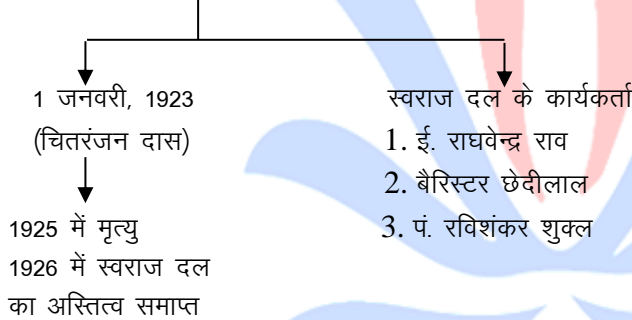 1 जनवरी, 1923
(चितरंजन दास)
1925 में मृत्यु
1926 में स्वराज दल
का अस्तित्व समाप्त
स्वराज दल के कार्यकर्ता
1. ई. राघवेन्द्र राव
2. बैरिस्टर छेदीलाल
3. पं. रविशंकर शुक्ल